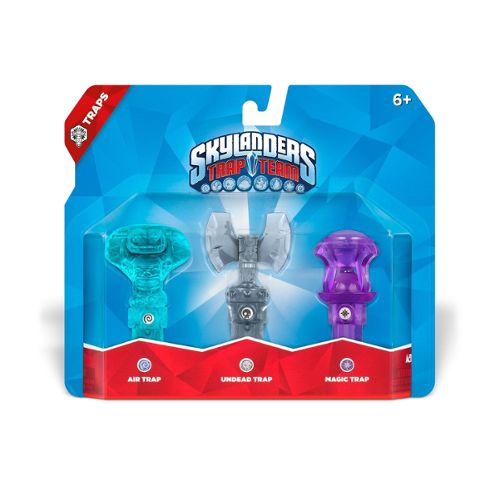 TRAPS
6+
SKYLANDERS
TRAP TEAM
AIR TRAP
UNDEAD TRAP
MAGIC TRAP